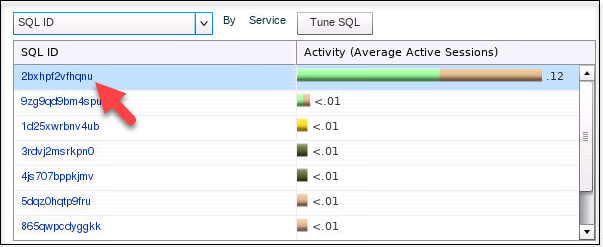 SQL ID By Service Tune SQL
SQL ID Activity (Average Active Sessions)
2bxhpf2vfhqnu .12
9zg9qd9bm4spu <.01
1d25xwrbnv4ub <.01
3rdvj2msrkpn0 <.01
4js707bppkjmv <.01
5dqz0hqtp9fru <.01
865qwpcdyggkk <.01